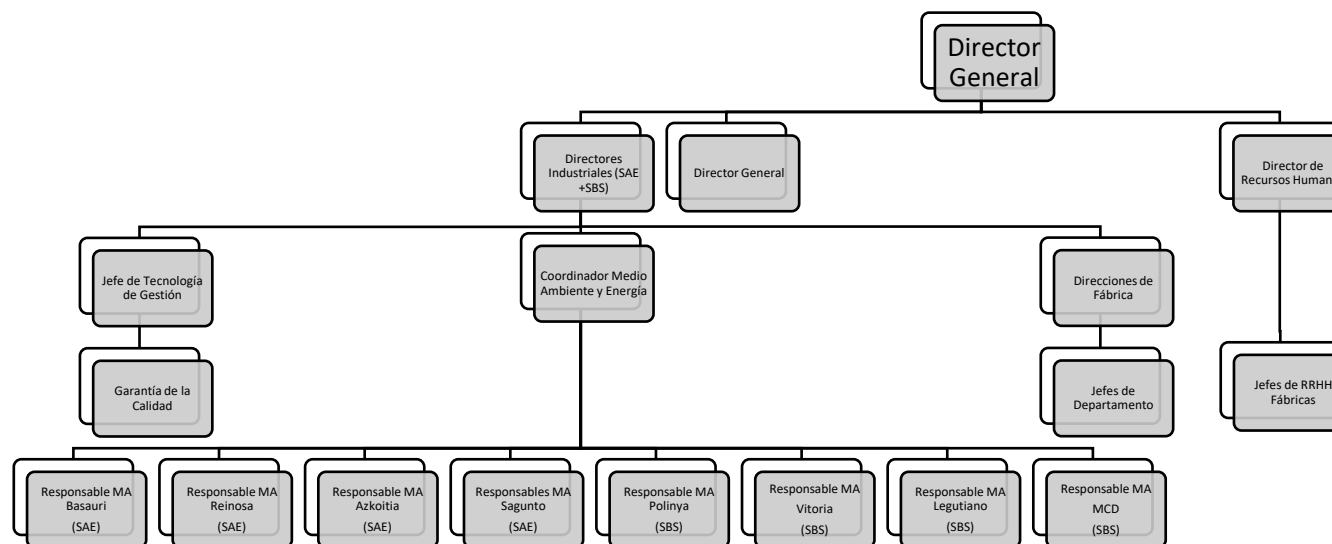 Director
General
Directores
Industriales (SAE
+SBS)
Director General
Director de
Recursos
Jefe de Tecnología
de Gestión
Coordinador Medio
Ambiente y Energía
Direcciones de
Fábrica
Garantía de la
Calidad
Jefes de
Departamento
Jefes de RRHH
Fábricas
Responsable MA
Basauri
(SAE)
Responsable MA
Reinosa
(SAE)
Responsable MA
Azkoitia
(SAE)
Responsables MA
Sagunto
(SAE)
Responsable MA
Polinya
(SBS)
Responsable MA
Vitoria
(SBS)
Responsable MA
Legutiano
(SBS)
Responsable MA
MCD
(SBS)